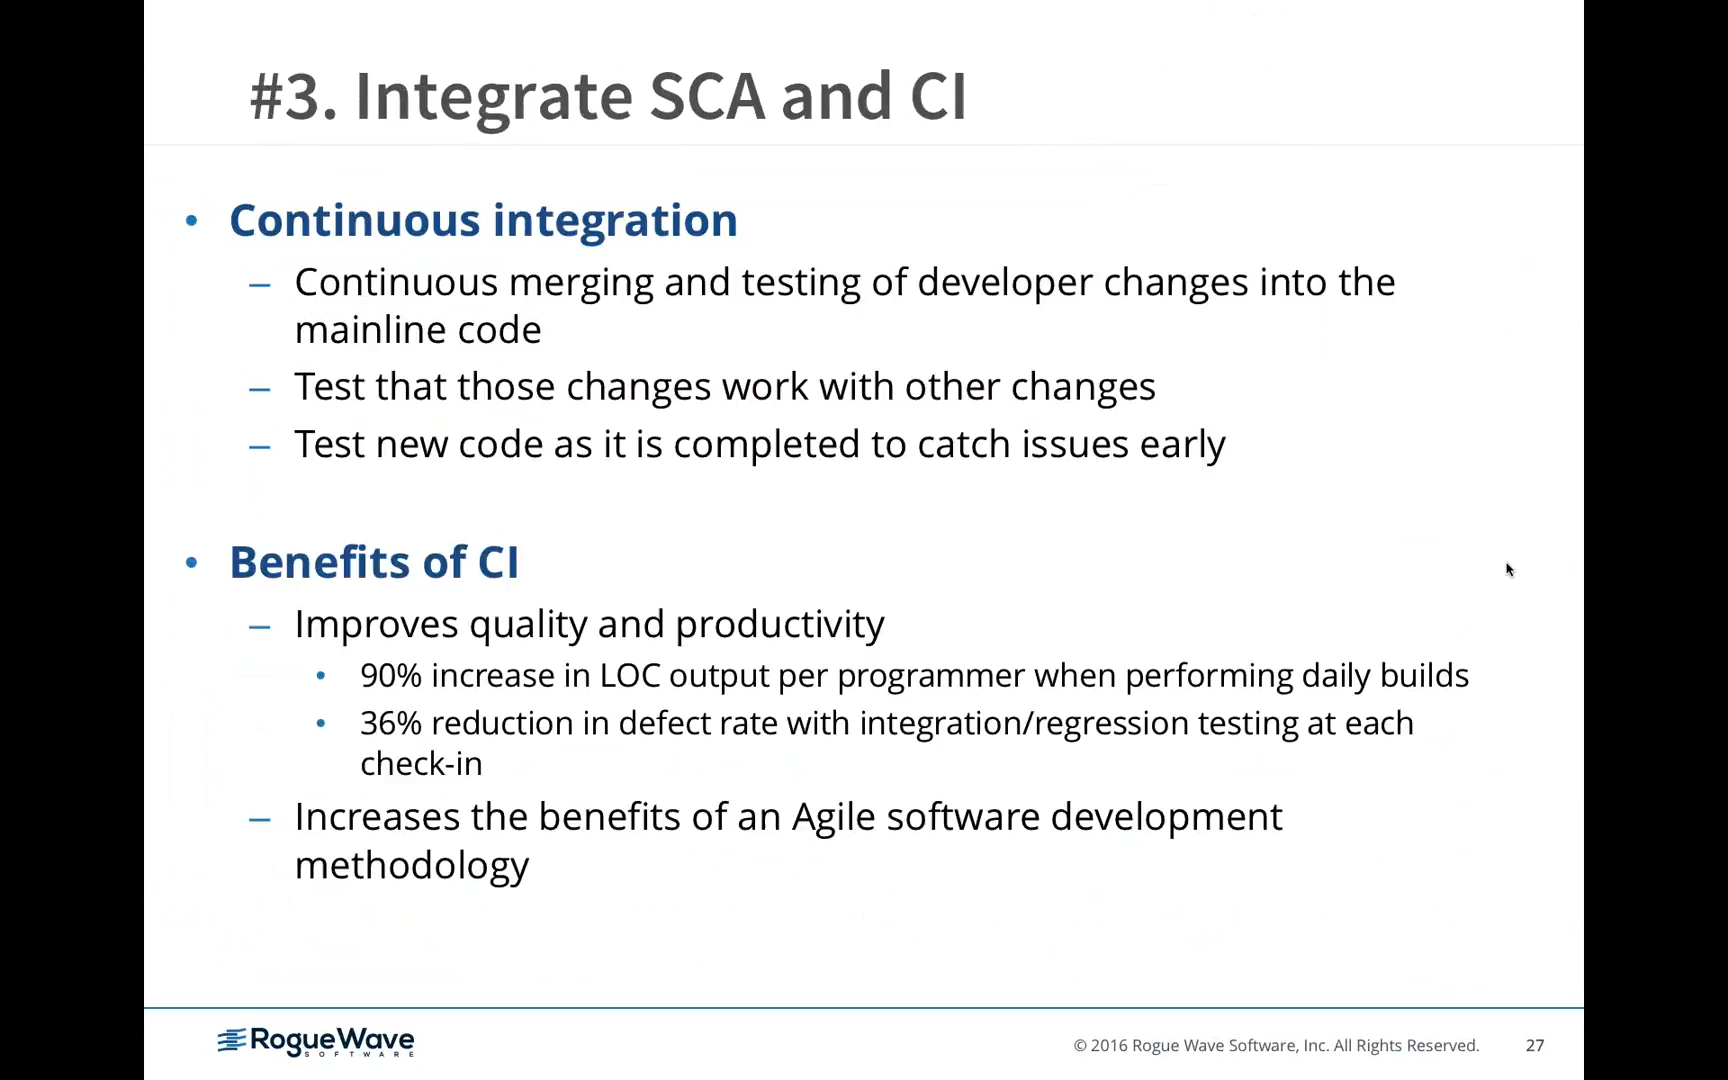 #3. Integrate SCA and CI
• Continuous integration
– Continuous merging and testing of developer changes into the
mainline code
– Test that those changes work with other changes
– Test new code as it is completed to catch issues early
• Benefits of CI
– Improves quality and productivity
• 90% increase in LOC output per programmer when performing daily builds
• 36% reduction in defect rate with integration/regression testing at each
check-in
– Increases the benefits of an Agile software development
methodology
RogueWave
SOFTWARE
© 2016 Rogue Wave Software, Inc. All Rights Reserved. 27